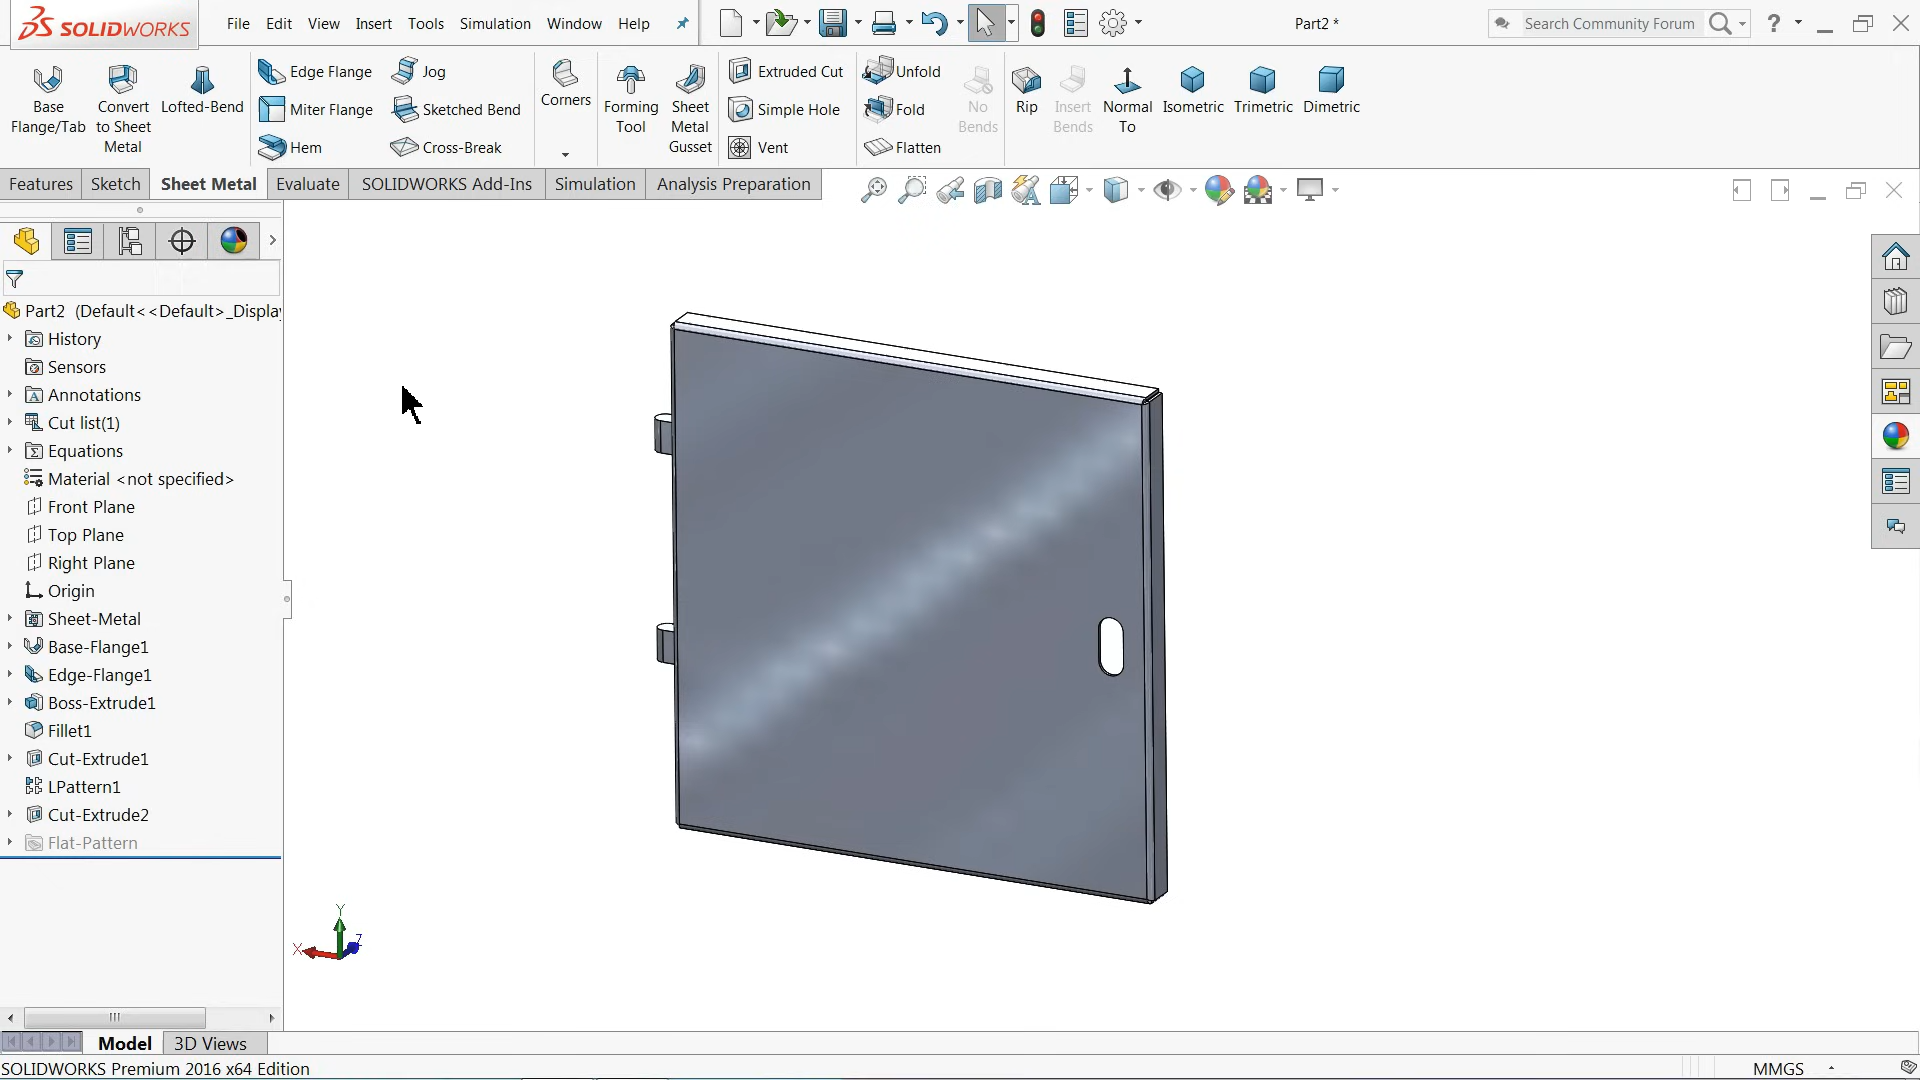 SOLIDWORKS File Edit View Insert Tools Simulation Window Help Part2 * Search Community Forum ?
Base Flange/Tab
Convert to Sheet Metal
Lofted-Bend
Edge Flange
Miter Flange
Hem
Jog
Sketched Bend
Cross-Break
Corners
Forming Tool
Sheet Metal Gusset
Extruded Cut
Simple Hole
Vent
Unfold
Fold
Flatten
No Bends
Rip
Insert Bends
Normal To
Isometric
Trimetric
Dimetric
Features Sketch Sheet Metal Evaluate SOLIDWORKS Add-Ins Simulation Analysis Preparation
Part2 (Default<<Default>_Displa
History
Sensors
Annotations
Cut list(1)
Equations
Material <not specified>
Front Plane
Top Plane
Right Plane
Origin
Sheet-Metal
Base-Flange1
Edge-Flange1
Boss-Extrude1
Fillet1
Cut-Extrude1
LPattern1
Cut-Extrude2
Flat-Pattern
Y
X Z
Model 3D Views
SOLIDWORKS Premium 2016 x64 Edition MMGS